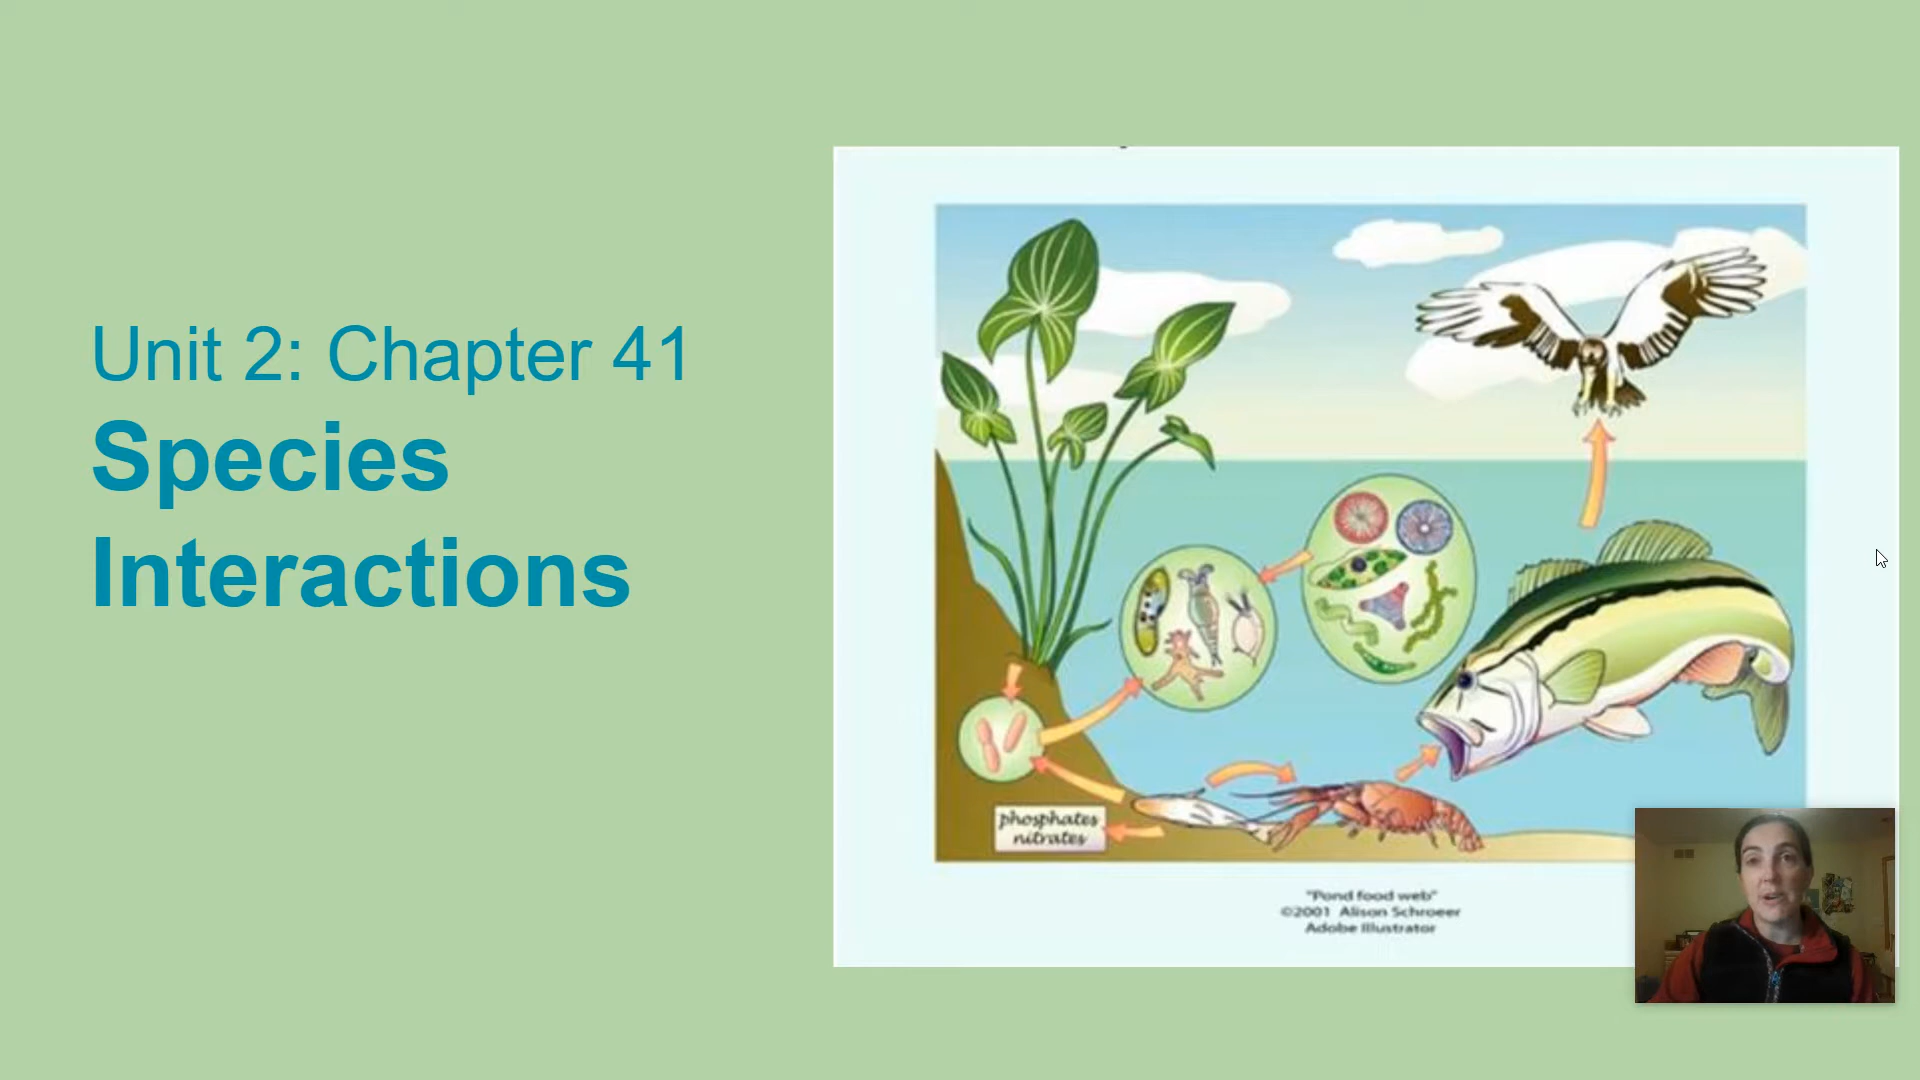 Unit 2: Chapter 41
Species
Interactions
phosphates
nitrates
"Pond food web"
©2001 Alison Schroeer
Adobe Illustrator